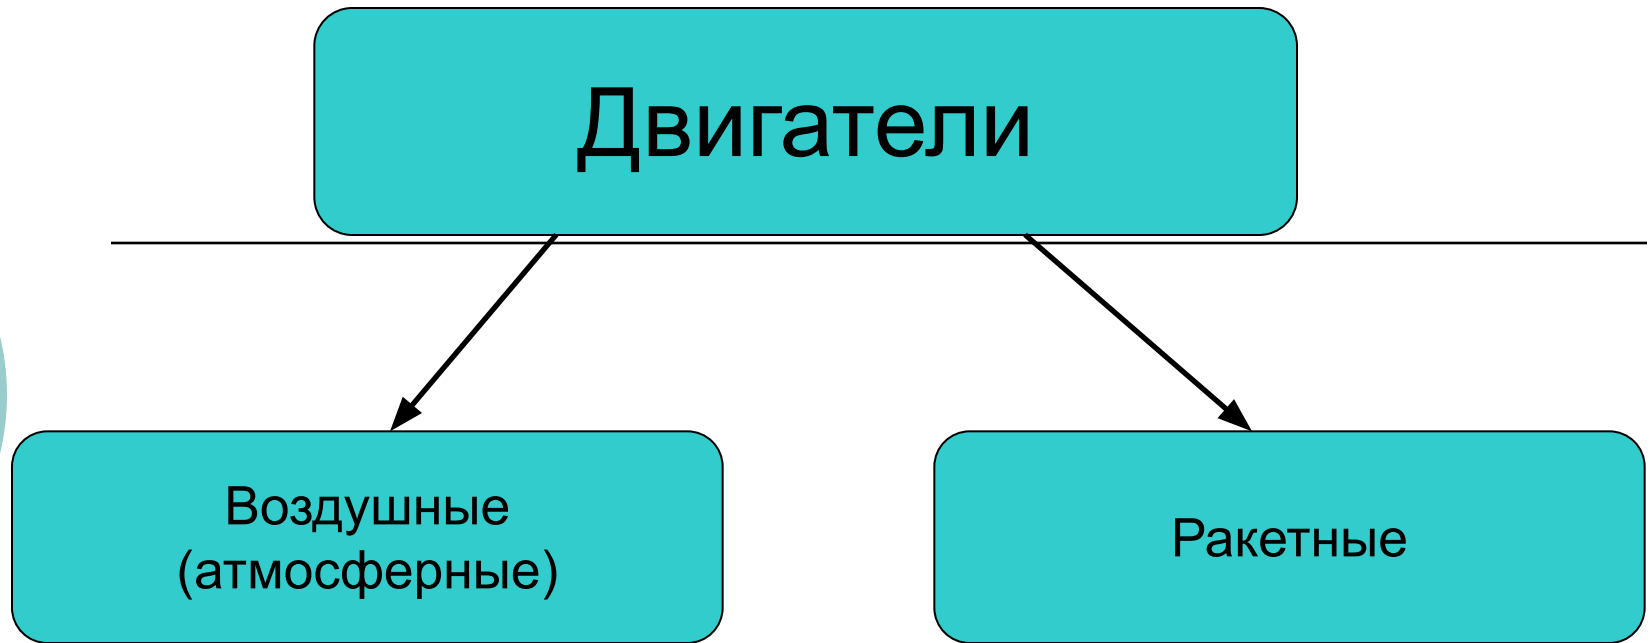 Двигатели
Воздушные
(атмосферные)
Ракетные